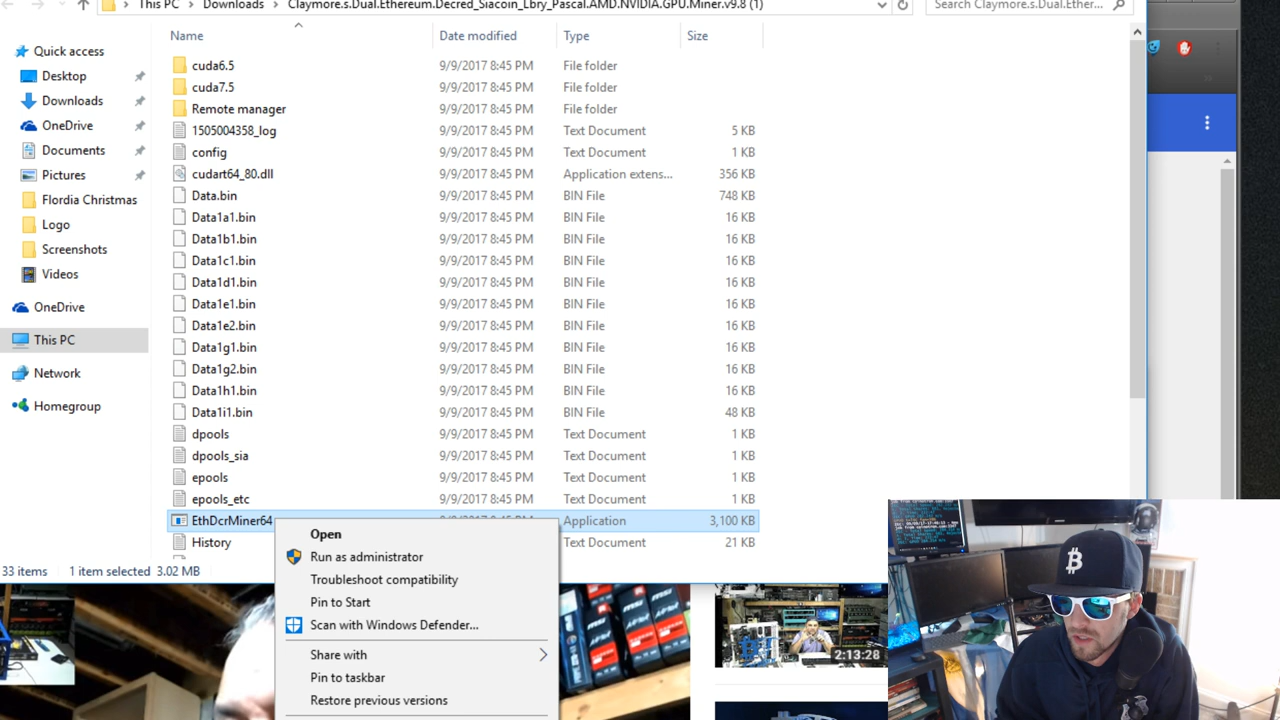 This PC > Downloads > Claymore.s.Dual.Ethereum.Decred_Siacoin_Lbry_Pascal.AMD.NVIDIA.GPU.Miner.v9.8 (1)
Search Claymore.s.Dual.Ether...
Name Date modified Type Size
Quick access
Desktop
Downloads
OneDrive
Documents
Pictures
Flordia Christmas
Logo
Screenshots
Videos
OneDrive
This PC
Network
Homegroup
cuda6.5 9/9/2017 8:45 PM File folder
cuda7.5 9/9/2017 8:45 PM File folder
Remote manager 9/9/2017 8:45 PM File folder
1505004358_log 9/9/2017 8:45 PM Text Document 5 KB
config 9/9/2017 8:45 PM Text Document 1 KB
cudart64_80.dll 9/9/2017 8:45 PM Application extens... 356 KB
Data.bin 9/9/2017 8:45 PM BIN File 748 KB
Data1a1.bin 9/9/2017 8:45 PM BIN File 16 KB
Data1b1.bin 9/9/2017 8:45 PM BIN File 16 KB
Data1c1.bin 9/9/2017 8:45 PM BIN File 16 KB
Data1d1.bin 9/9/2017 8:45 PM BIN File 16 KB
Data1e1.bin 9/9/2017 8:45 PM BIN File 16 KB
Data1e2.bin 9/9/2017 8:45 PM BIN File 16 KB
Data1g1.bin 9/9/2017 8:45 PM BIN File 16 KB
Data1g2.bin 9/9/2017 8:45 PM BIN File 16 KB
Data1h1.bin 9/9/2017 8:45 PM BIN File 16 KB
Data1i1.bin 9/9/2017 8:45 PM BIN File 48 KB
dpools 9/9/2017 8:45 PM Text Document 1 KB
dpools_sia 9/9/2017 8:45 PM Text Document 1 KB
epools 9/9/2017 8:45 PM Text Document 1 KB
epools_etc 9/9/2017 8:45 PM Text Document 1 KB
EthDcrMiner64 Application 3,100 KB
History Text Document 21 KB
33 items 1 item selected 3.02 MB
Open
Run as administrator
Troubleshoot compatibility
Pin to Start
Scan with Windows Defender...
Share with
Pin to taskbar
Restore previous versions
2:13:28